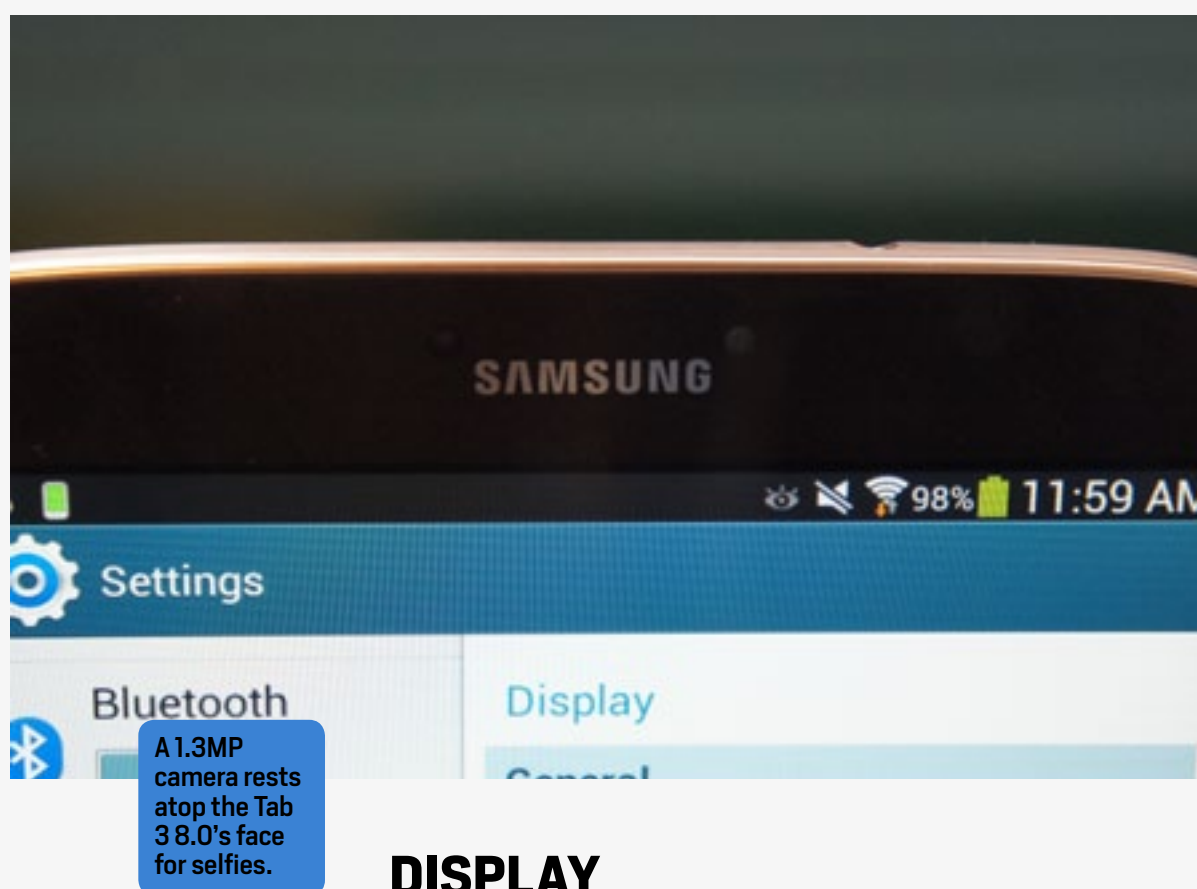 SAMSUNG
98% 11:59 AM
Settings
Bluetooth
Display
General
A 1.3MP
camera rests
atop the Tab
3 8.0's face
for selfies.
DISPLAY